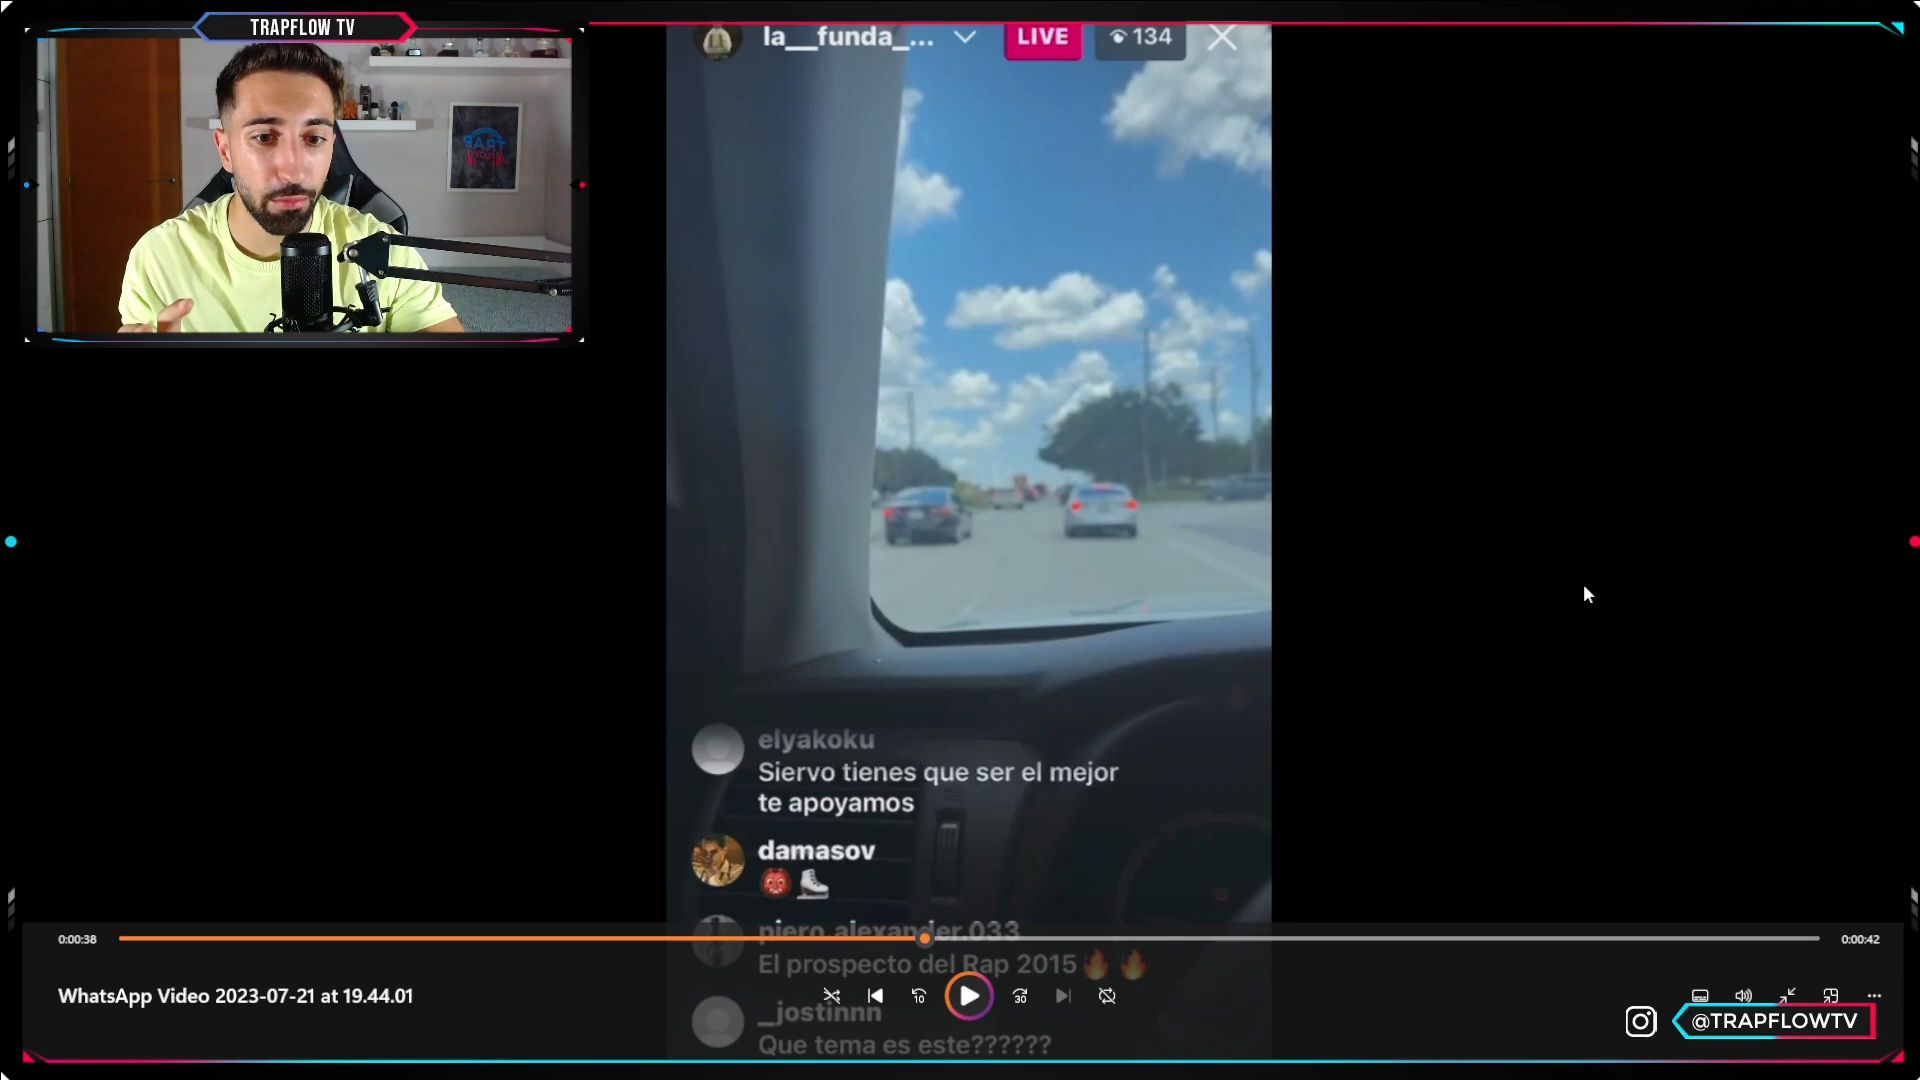 TRAPFLOW TV
la__funda_...
LIVE
134
elyakoku
Siervo tienes que ser el mejor
te apoyamos
damasov
piero.alexander.033
El prospecto del Rap 2015
_jostinnn
Que tema es este??????
0:00:38
0:00:42
WhatsApp Video 2023-07-21 at 19.44.01
10
30
@TRAPFLOWTV